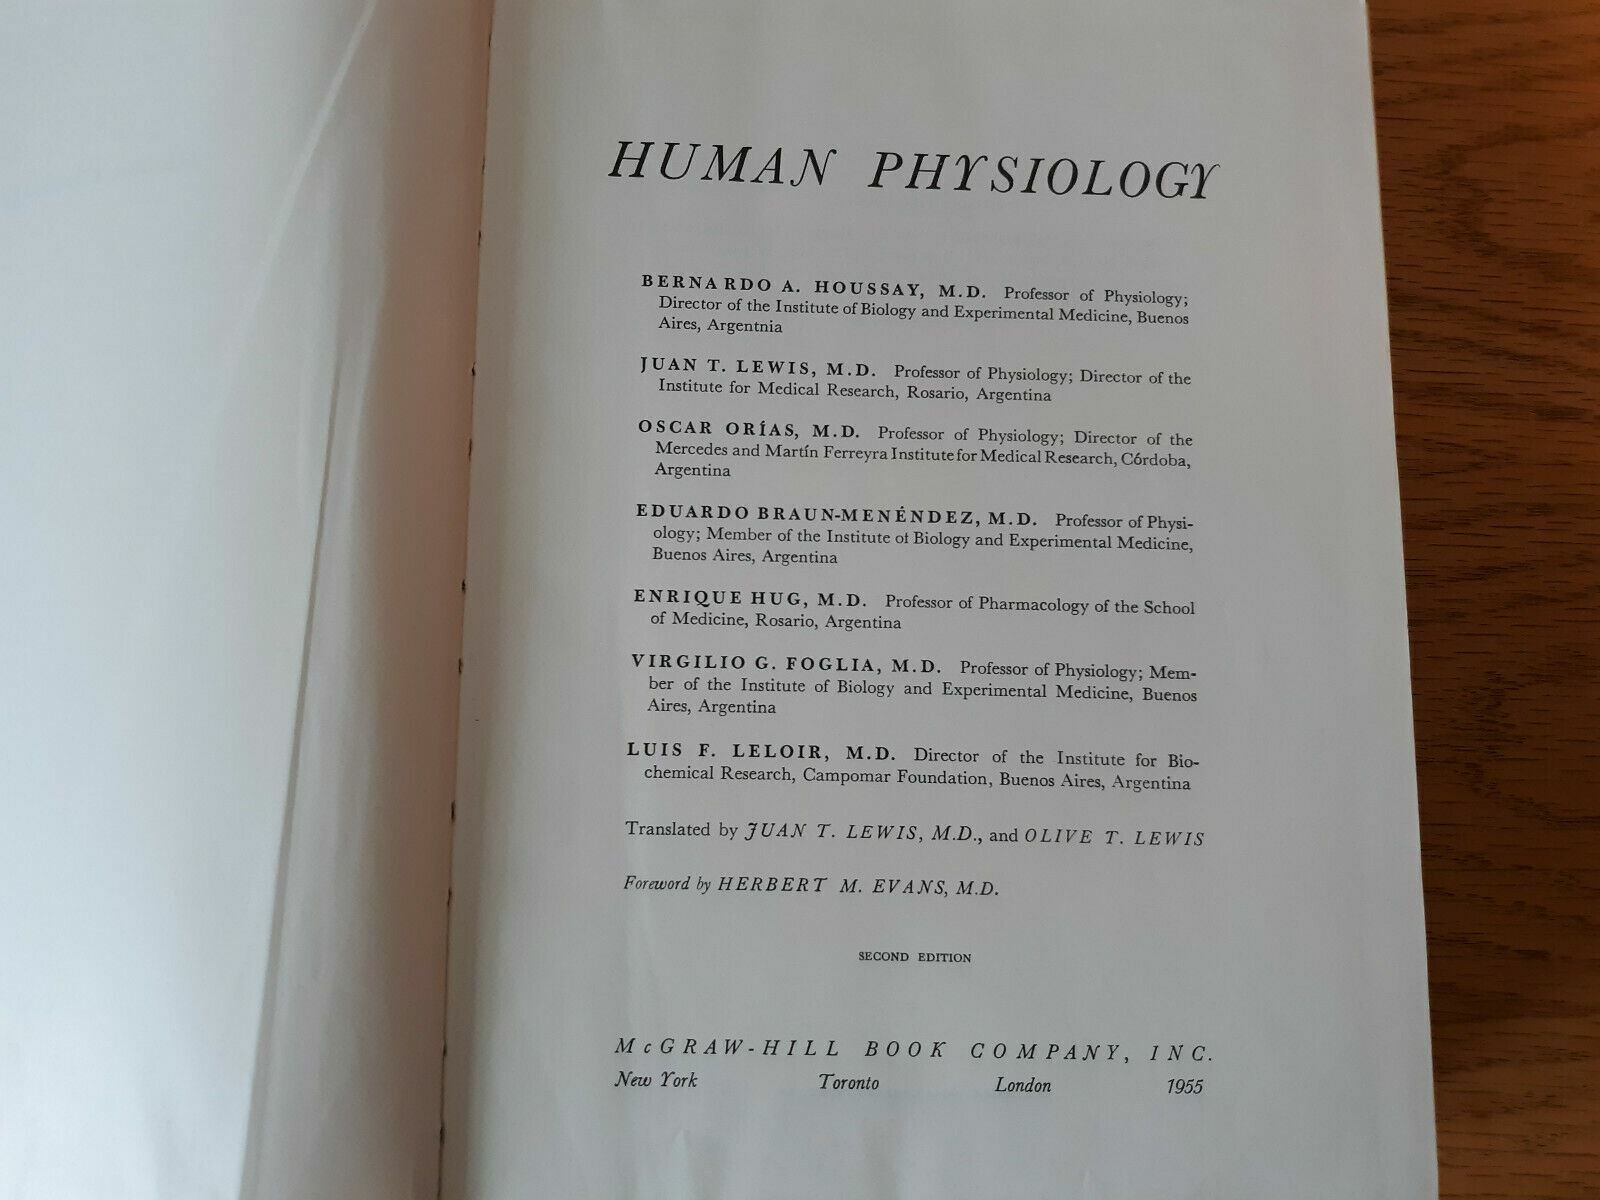 HUMAN PHYSIOLOGY
BERNARDO A. HOUSSAY, M.D. Professor of Physiology;
Director of the Institute of Biology and Experimental Medicine, Buenos
Aires, Argentnia
JUAN T. LEWIS, M.D. Professor of Physiology; Director of the
Institute for Medical Research, Rosario, Argentina
OSCAR ORÍAS, M.D. Professor of Physiology; Director of the
Mercedes and Martín Ferreyra Institute for Medical Research, Córdoba,
Argentina
EDUARDO BRAUN-MENÉNDEZ, M.D. Professor of Physi-
ology; Member of the Institute of Biology and Experimental Medicine,
Buenos Aires, Argentina
ENRIQUE HUG, M.D. Professor of Pharmacology of the School
of Medicine, Rosario, Argentina
VIRGILIO G. FOGLIA, M.D. Professor of Physiology; Mem-
ber of the Institute of Biology and Experimental Medicine, Buenos
Aires, Argentina
LUIS F. LELOIR, M.D. Director of the Institute for Bio-
chemical Research, Campomar Foundation, Buenos Aires, Argentina
Translated by JUAN T. LEWIS, M.D., and OLIVE T. LEWIS
Foreword by HERBERT M. EVANS, M.D.
SECOND EDITION
McGRAW-HILL BOOK COMPANY, INC.
New York Toronto London 1955